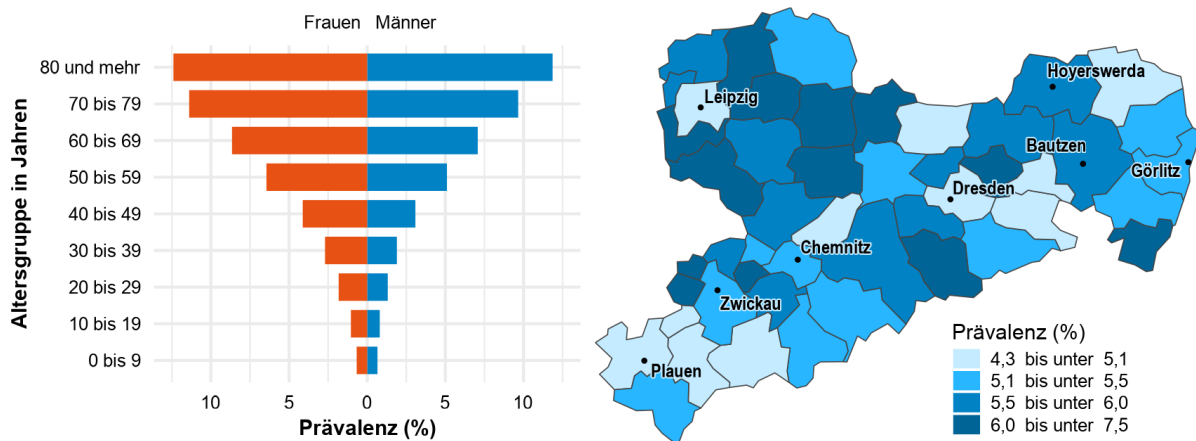 Frauen Männer
Altersgruppe in Jahren
80 und mehr
70 bis 79
60 bis 69
50 bis 59
40 bis 49
30 bis 39
20 bis 29
10 bis 19
0 bis 9
10 5 0 5 10
Prävalenz (%)
Hoyerswerda
Leipzig
Bautzen
Görlitz
Dresden
Chemnitz
Zwickau
Plauen
Prävalenz (%)
4,3 bis unter 5,1
5,1 bis unter 5,5
5,5 bis unter 6,0
6,0 bis unter 7,5